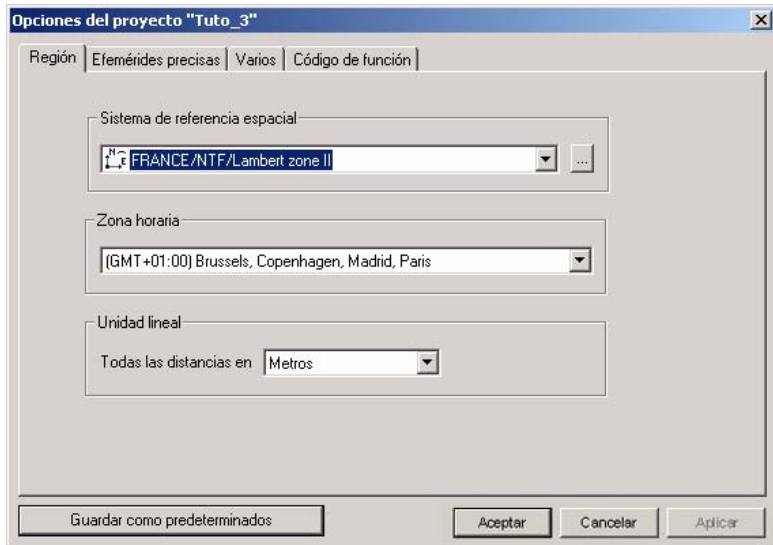 Opciones del proyecto "Tuto_3"
Región
Efemérides precisas
Varios
Código de función
Sistema de referencia espacial
N
E
FRANCE/NTF/Lambert zone II
...
Zona horaria
(GMT+01:00) Brussels, Copenhagen, Madrid, Paris
Unidad lineal
Todas las distancias en
Metros
Guardar como predeterminados
Aceptar
Cancelar
Aplicar